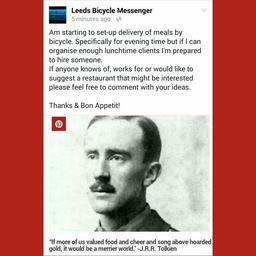 Leeds Bicycle Messenger
5 minutes ago
Am starting to set-up delivery of meals by
bicycle. Specifically for evening time but if I can
organise enough lunchtime clients I'm prepared
to hire someone.
If anyone knows of, works for or would like to
suggest a restaurant that might be interested
please feel free to comment with your ideas.
Thanks & Bon Appetit!
"If more of us valued food and cheer and song above hoarded
gold, it would be a merrier world." -J.R.R. Tolkien